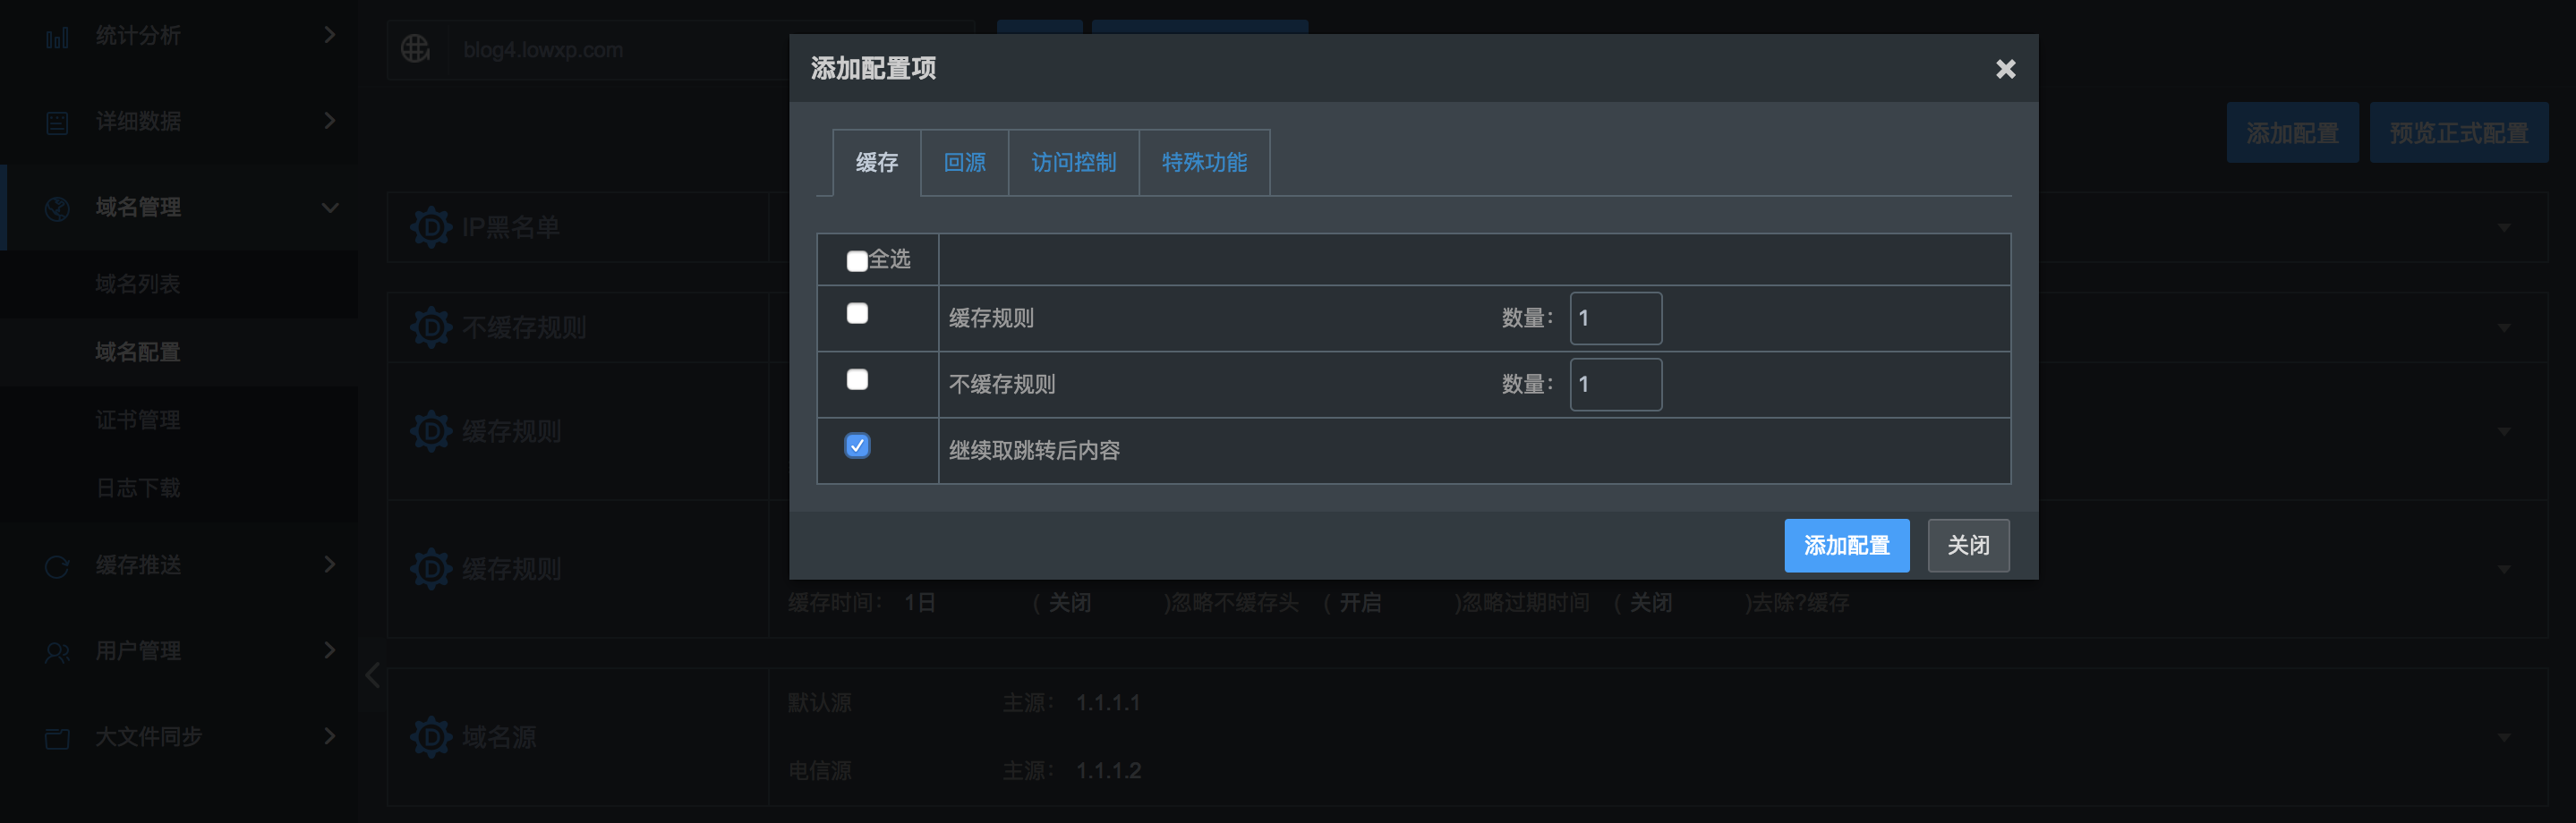 统计分析
详细数据
域名管理
域名列表
域名配置
证书管理
日志下载
缓存推送
用户管理
大文件同步
blog4.lowxp.com
添加配置 预览正式配置
IP黑名单
不缓存规则
缓存规则
缓存规则
缓存时间： 1日 （ 关闭 ）忽略不缓存头 （ 开启 ）忽略过期时间 （ 关闭 ）去除?缓存
域名源
默认源 主源： 1.1.1.1
电信源 主源： 1.1.1.2
添加配置项
缓存 回源 访问控制 特殊功能
全选
缓存规则 数量： 1
不缓存规则 数量： 1
继续取跳转后内容
添加配置 关闭